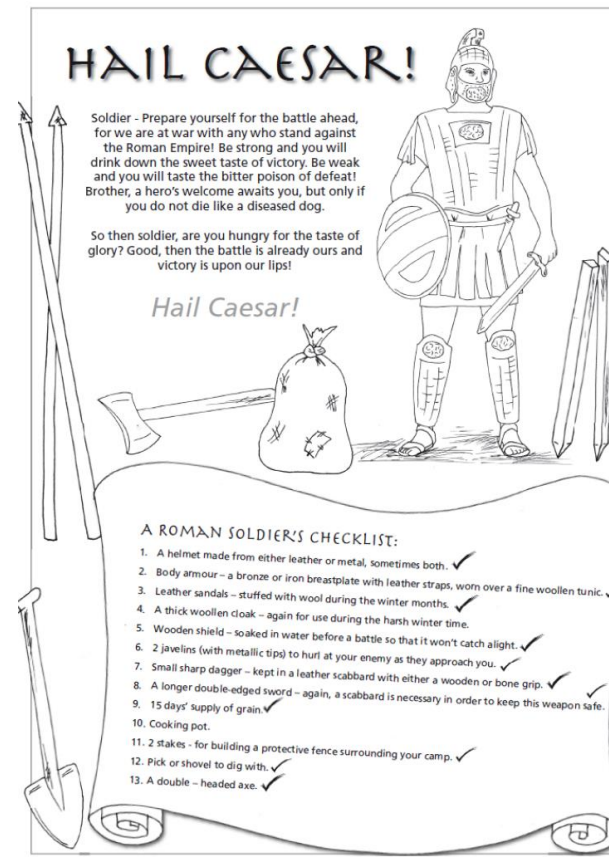 HAIL CAESAR!
Soldier - Prepare yourself for the battle ahead,
for we are at war with any who stand against
the Roman Empire! Be strong and you will
drink down the sweet taste of victory. Be weak
and you will taste the bitter poison of defeat!
Brother, a hero's welcome awaits you, but only if
you do not die like a diseased dog.
So then soldier, are you hungry for the taste of
glory? Good, then the battle is already ours and
victory is upon our lips!
Hail Caesar!
A ROMAN SOLDIER'S CHECKLIST:
1. A helmet made from either leather or metal, sometimes both. ✓
2. Body armour – a bronze or iron breastplate with leather straps, worn over a fine woollen tunic. ✓
3. Leather sandals – stuffed with wool during the winter months. ✓
4. A thick woollen cloak – again for use during the harsh winter time.
5. Wooden shield – soaked in water before a battle so that it won't catch alight. ✓
6. 2 javelins (with metallic tips) to hurl at your enemy as they approach you. ✓
7. Small sharp dagger – kept in a leather scabbard with either a wooden or bone grip. ✓
8. A longer double-edged sword – again, a scabbard is necessary in order to keep this weapon safe. ✓
9. 15 days' supply of grain. ✓
10. Cooking pot.
11. 2 stakes - for building a protective fence surrounding your camp. ✓
12. Pick or shovel to dig with. ✓
13. A double – headed axe. ✓